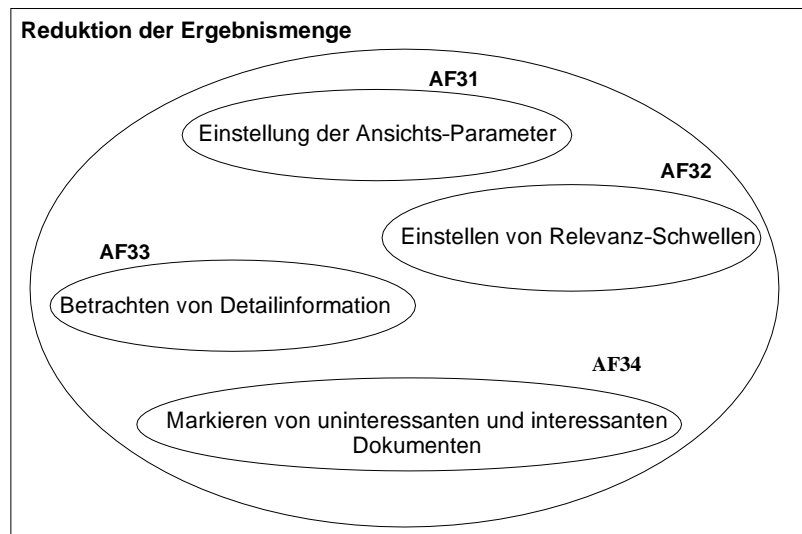 Reduktion der Ergebnismenge
AF31
Einstellung der Ansichts-Parameter
AF32
Einstellen von Relevanz-Schwellen
AF33
Betrachten von Detailinformation
AF34
Markieren von uninteressanten und interessanten
Dokumenten